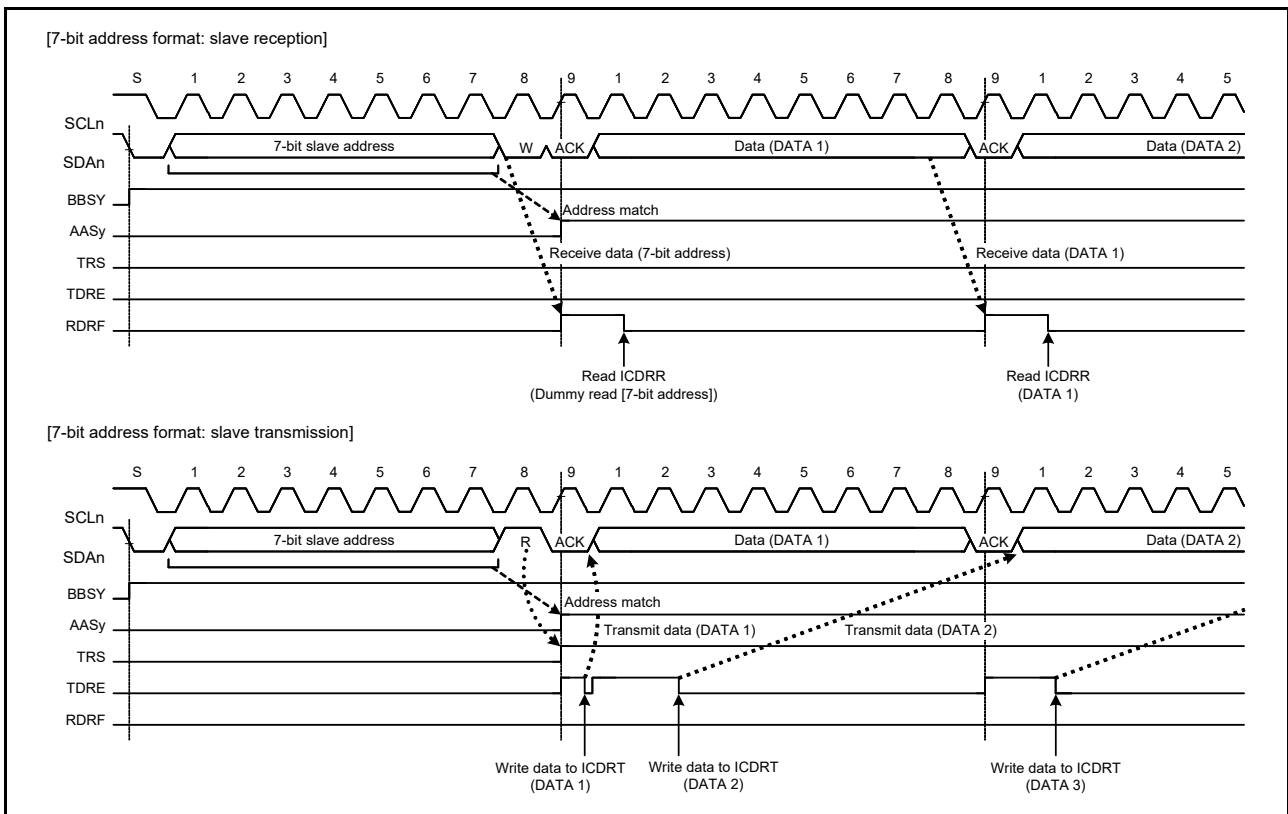 [7-bit address format: slave reception]
S 1 2 3 4 5 6 7 8 9 1 2 3 4 5 6 7 8 9 1 2 3 4 5
SCLn
7-bit slave address W ACK Data (DATA 1) ACK Data (DATA 2)
SDAn
BBSY
Address match
AASy
Receive data (7-bit address) Receive data (DATA 1)
TRS
TDRE
RDRF
Read ICDRR Read ICDRR
(Dummy read [7-bit address]) (DATA 1)
[7-bit address format: slave transmission]
S 1 2 3 4 5 6 7 8 9 1 2 3 4 5 6 7 8 9 1 2 3 4 5
SCLn
7-bit slave address R ACK Data (DATA 1) ACK Data (DATA 2)
SDAn
BBSY
Address match
AASy
Transmit data (DATA 1) Transmit data (DATA 2)
TRS
TDRE
RDRF
Write data to ICDRT Write data to ICDRT Write data to ICDRT
(DATA 1) (DATA 2) (DATA 3)